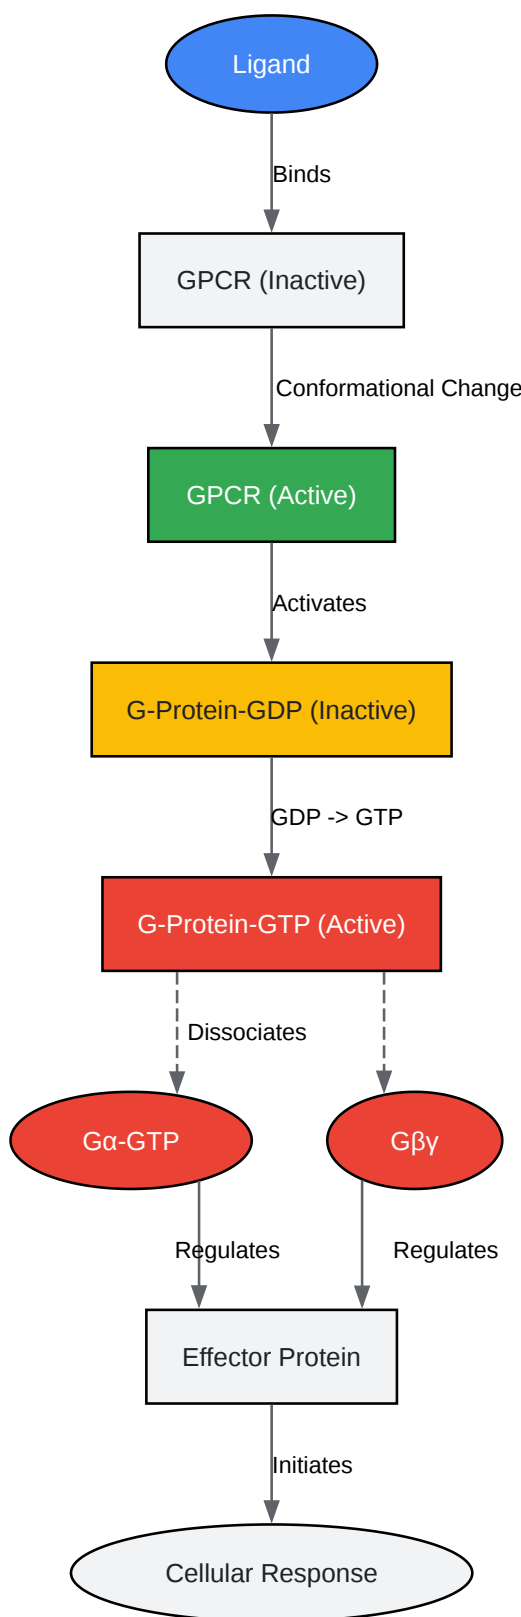 Ligand
Binds
GPCR (Inactive)
Conformational Change
GPCR (Active)
Activates
G-Protein-GDP (Inactive)
GDP -> GTP
G-Protein-GTP (Active)
Dissociates
Gα-GTP
Gβγ
Regulates
Regulates
Effector Protein
Initiates
Cellular Response